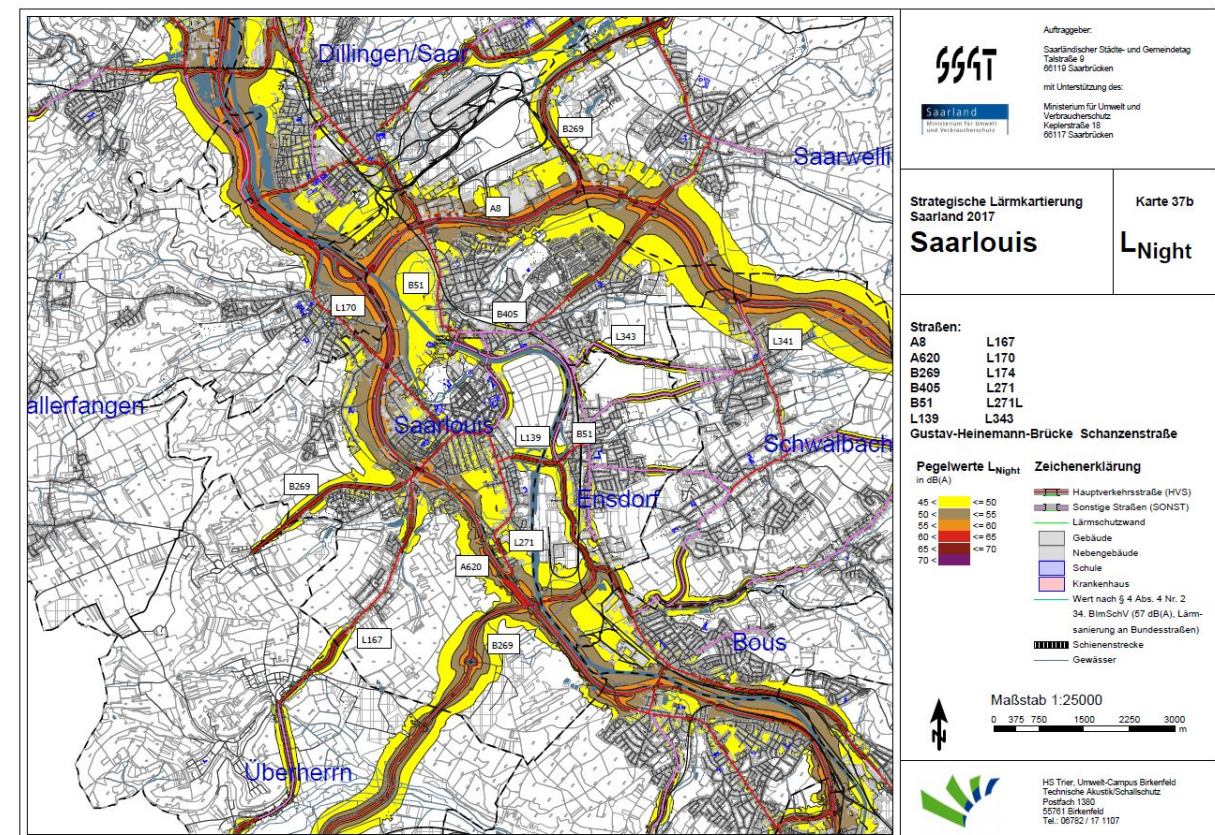 Dillingen/Saar
B269
Saarwelli
A8
B51
L170
B405
L343
L341
allerfangen
Saarlouis
L139
B51
Schwalbach
B269
Ensdorf
L271
A620
L167
B269
Bous
Überherrn
SSGT
Saarland
Ministerium für Umwelt
und Verbraucherschutz
Auftraggeber:
Saarländischer Städte- und Gemeindetag
Talstraße 9
66119 Saarbrücken
mit Unterstützung des:
Ministerium für Umwelt und
Verbraucherschutz
Keplerstraße 18
66117 Saarbrücken
Strategische Lärmkartierung
Saarland 2017
Saarlouis
Karte 37b
LNight
Straßen:
A8 L167
A620 L170
B269 L174
B405 L271
B51 L271L
L139 L343
Gustav-Heinemann-Brücke Schanzenstraße
Pegelwerte LNight
in dB(A)
45 < <= 50
50 < <= 55
55 < <= 60
60 < <= 65
65 < <= 70
70 <
Zeichenerklärung
Hauptverkehrsstraße (HVS)
Sonstige Straßen (SONST)
Lärmschutzwand
Gebäude
Nebengebäude
Schule
Krankenhaus
Wert nach § 4 Abs. 4 Nr. 2
34. BImSchV (57 dB(A), Lärm-
sanierung an Bundesstraßen)
Schienenstrecke
Gewässer
Maßstab 1:25000
0 375 750 1500 2250 3000
m
N
HS Trier, Umwelt-Campus Birkenfeld
Technische Akustik/Schallschutz
Postfach 1380
55761 Birkenfeld
Tel.: 06782 / 17 1107